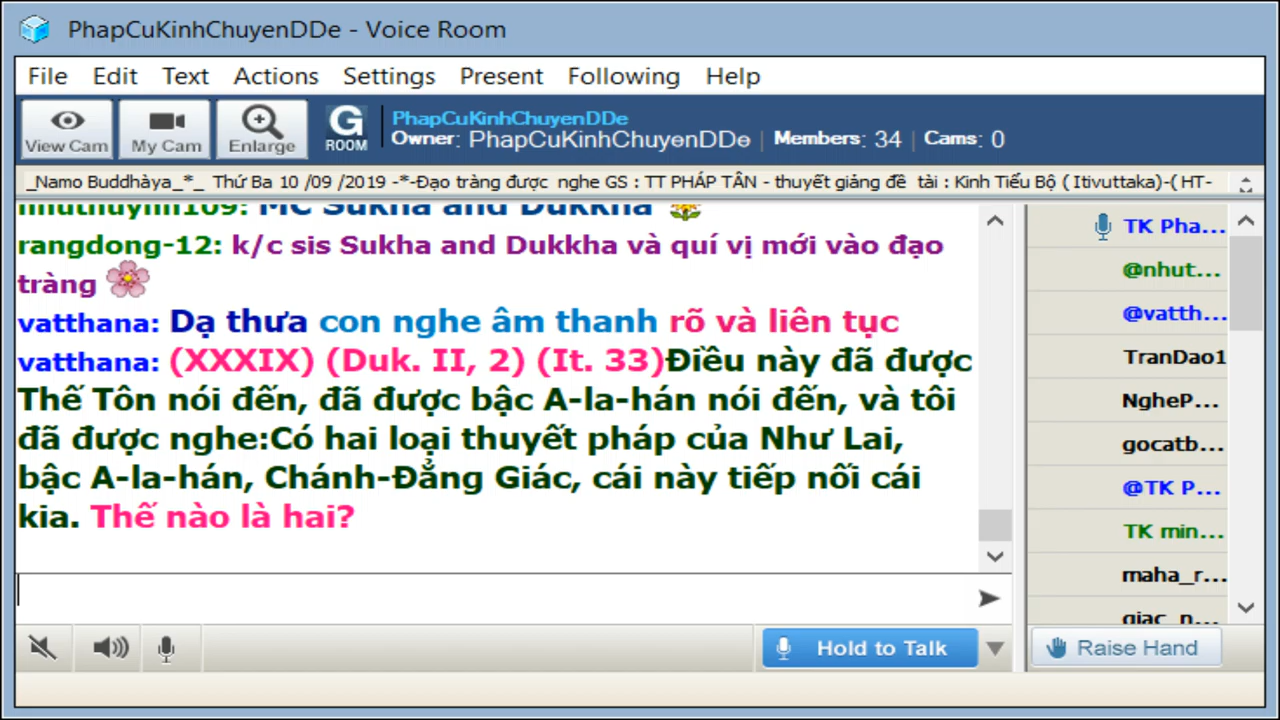 PhapCuKinhChuyenDDe - Voice Room
File Edit Text Actions Settings Present Following Help
View Cam My Cam Enlarge G ROOM
PhapCuKinhChuyenDDe
Owner: PhapCuKinhChuyenDDe | Members: 34 | Cams: 0
_Namo Buddhàya_*_ Thứ Ba 10 /09 /2019 -*-Đạo tràng được nghe GS : TT PHÁP TÂN - thuyết giảng đề tài : Kinh Tiểu Bộ ( Itivuttaka)-( HT-
nhuthuynh109: MC Sukha and Dukkha
rangdong-12: k/c sis Sukha and Dukkha và quí vị mới vào đạo
tràng
vatthana: Dạ thưa con nghe âm thanh rõ và liên tục
vatthana: (XXXIX) (Duk. II, 2) (It. 33)Điều này đã được
Thế Tôn nói đến, đã được bậc A-la-hán nói đến, và tôi
đã được nghe:Có hai loại thuyết pháp của Như Lai,
bậc A-la-hán, Chánh-Đẳng Giác, cái này tiếp nối cái
kia. Thế nào là hai?
TK Pha...
@nhut...
@vatth...
TranDao1
NgheP...
gocatb...
@TK P...
TK min...
maha_r...
giac_n...
Hold to Talk
Raise Hand